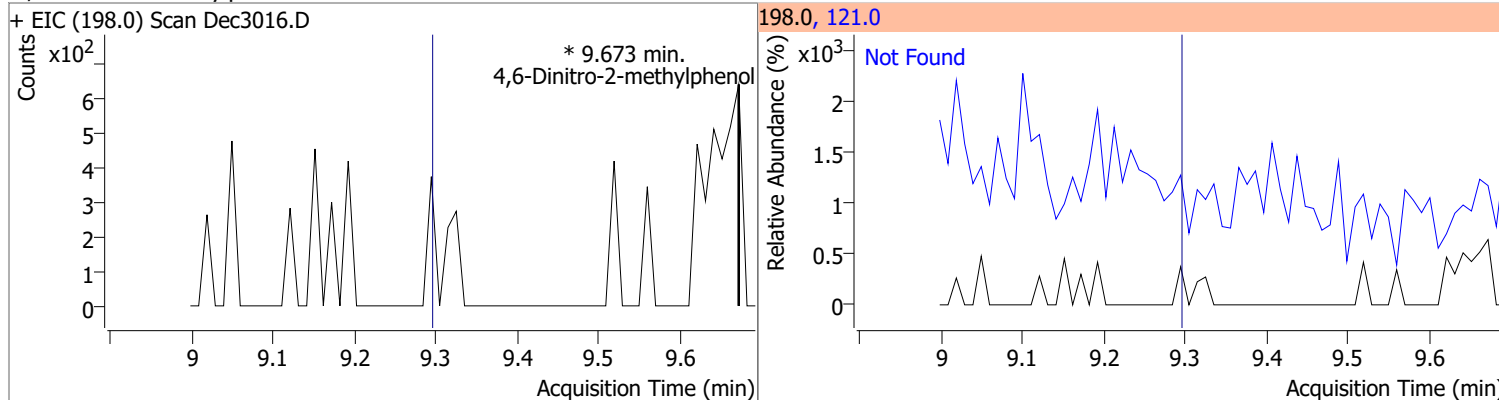 + EIC (198.0) Scan Dec3016.D
Counts
x10²
* 9.673 min.
4,6-Dinitro-2-methylphenol
6
5
4
3
2
1
0
9
9.1
9.2
9.3
9.4
9.5
9.6
Acquisition Time (min)
198.0, 121.0
Relative Abundance (%)
x10³
Not Found
2
1.5
1
0.5
0
9
9.1
9.2
9.3
9.4
9.5
9.6
Acquisition Time (min)